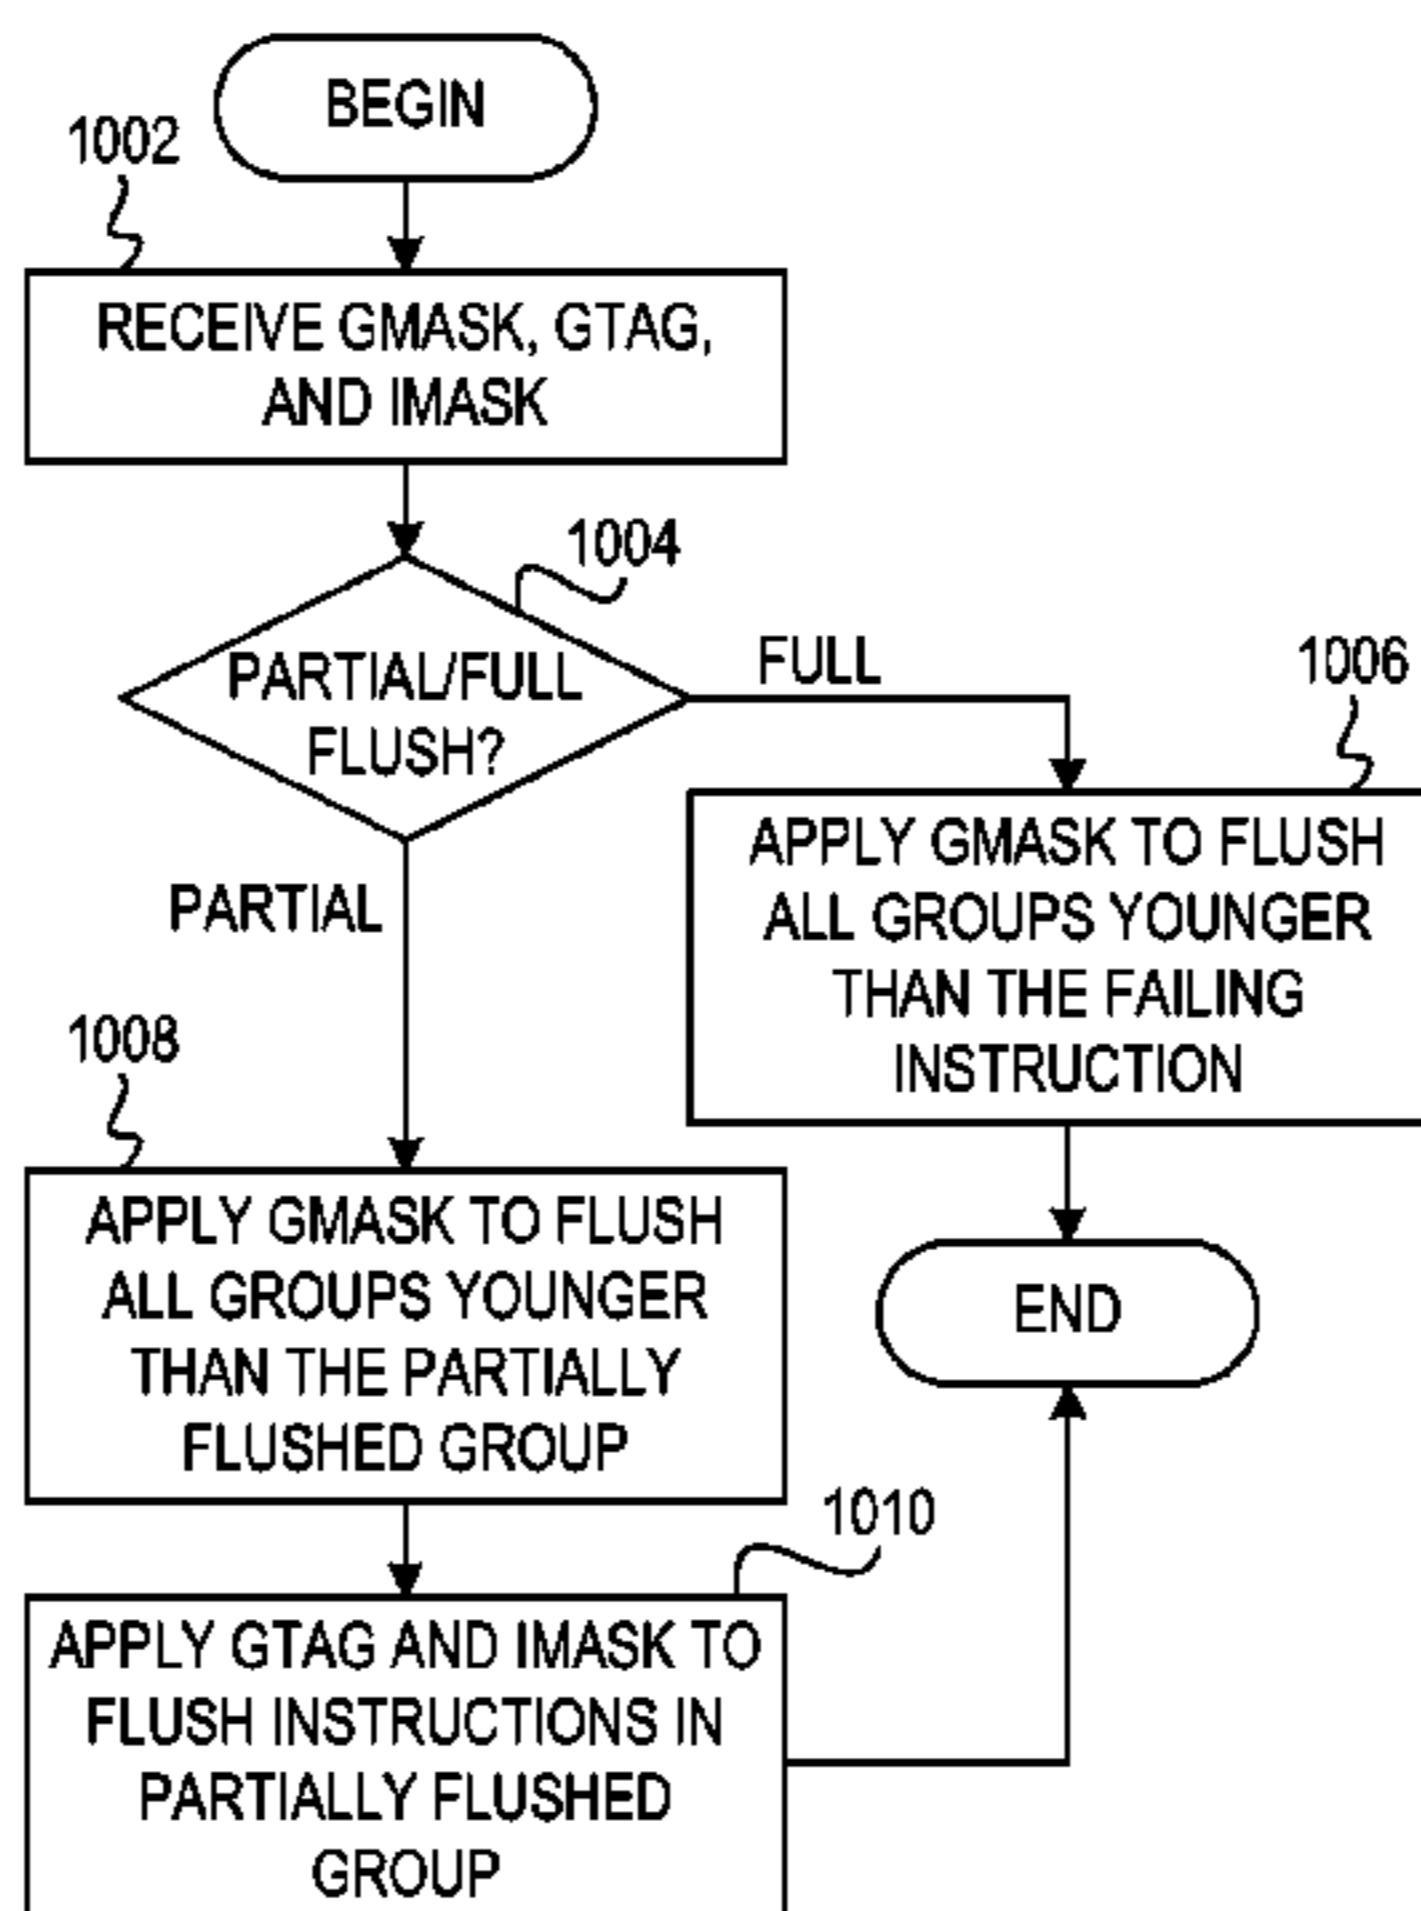 BEGIN
1002
RECEIVE GMASK, GTAG,
AND IMASK
1004
PARTIAL/FULL
FLUSH?
FULL
PARTIAL
1006
APPLY GMASK TO FLUSH
ALL GROUPS YOUNGER
THAN THE FAILING
INSTRUCTION
1008
APPLY GMASK TO FLUSH
ALL GROUPS YOUNGER
THAN THE PARTIALLY
FLUSHED GROUP
END
1010
APPLY GTAG AND IMASK TO
FLUSH INSTRUCTIONS IN
PARTIALLY FLUSHED
GROUP